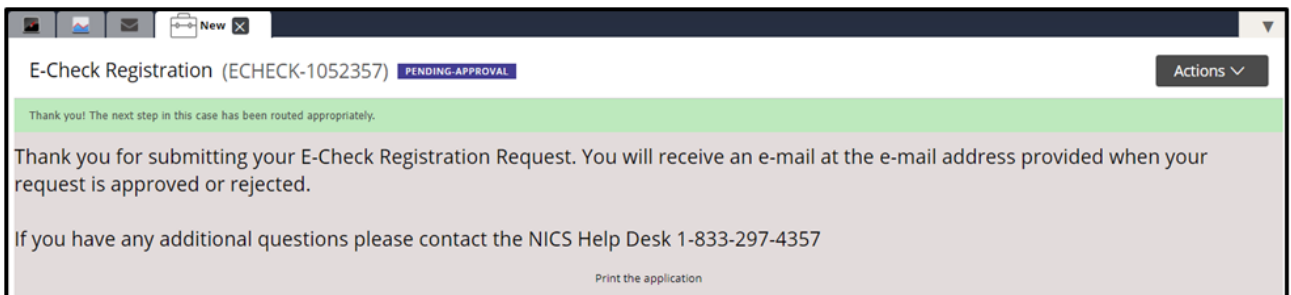 New
E-Check Registration (ECHECK-1052357) PENDING-APPROVAL Actions
Thank you! The next step in this case has been routed appropriately.
Thank you for submitting your E-Check Registration Request. You will receive an e-mail at the e-mail address provided when your
request is approved or rejected.
If you have any additional questions please contact the NICS Help Desk 1-833-297-4357
Print the application